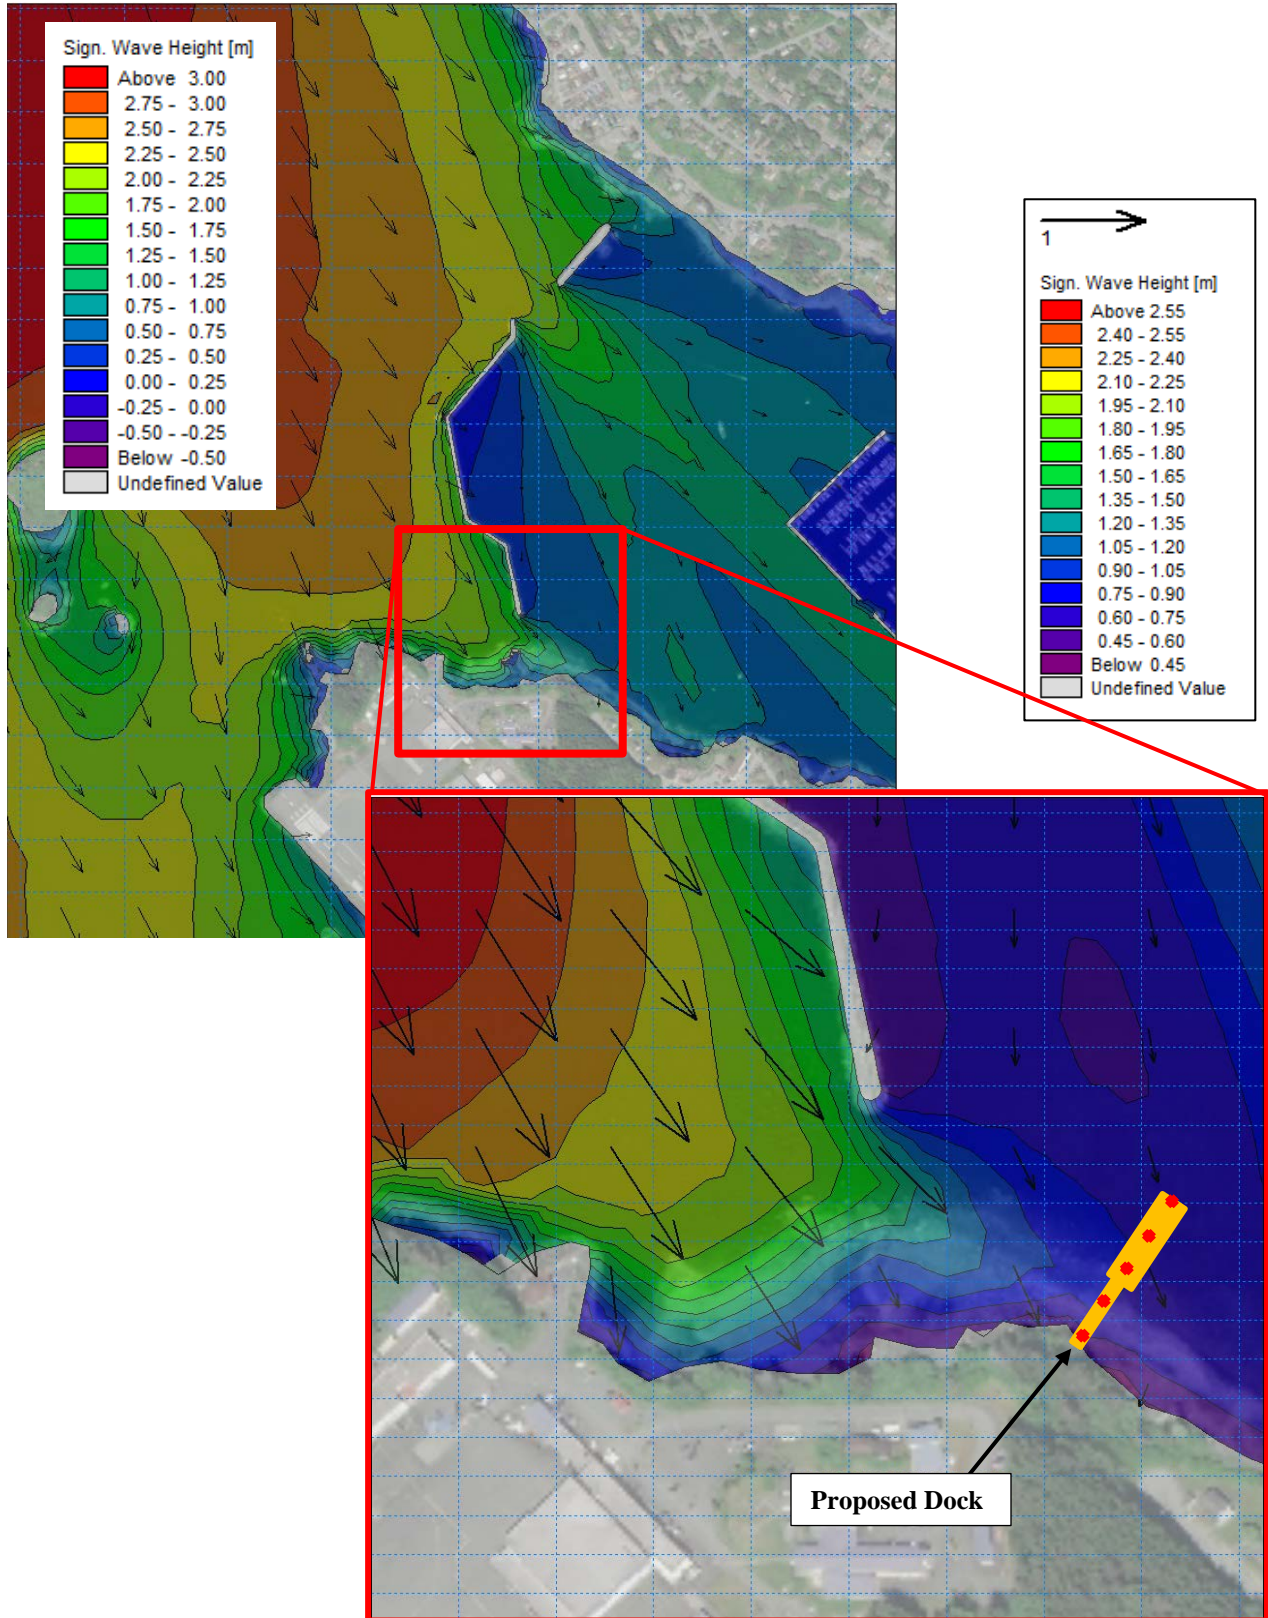 Sign. Wave Height [m]
Above 3.00
2.75 - 3.00
2.50 - 2.75
2.25 - 2.50
2.00 - 2.25
1.75 - 2.00
1.50 - 1.75
1.25 - 1.50
1.00 - 1.25
0.75 - 1.00
0.50 - 0.75
0.25 - 0.50
0.00 - 0.25
-0.25 - 0.00
-0.50 - -0.25
Below -0.50
Undefined Value
1
Sign. Wave Height [m]
Above 2.55
2.40 - 2.55
2.25 - 2.40
2.10 - 2.25
1.95 - 2.10
1.80 - 1.95
1.65 - 1.80
1.50 - 1.65
1.35 - 1.50
1.20 - 1.35
1.05 - 1.20
0.90 - 1.05
0.75 - 0.90
0.60 - 0.75
0.45 - 0.60
Below 0.45
Undefined Value
Proposed Dock